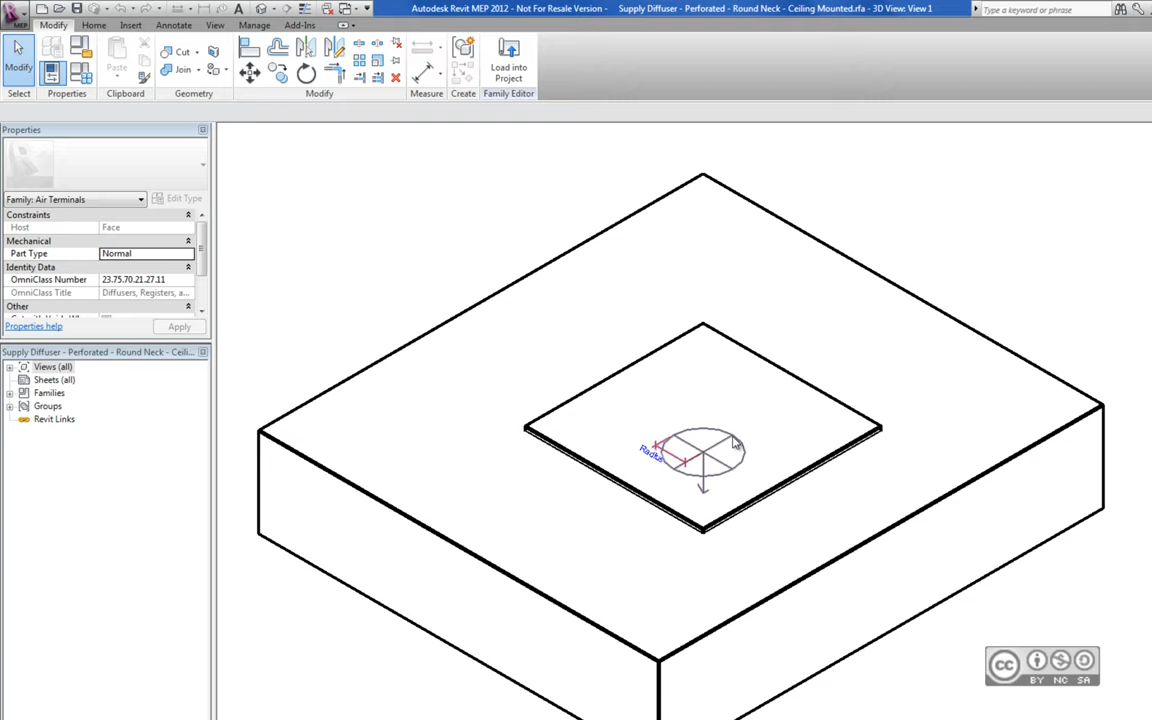 Autodesk Revit MEP 2012 - Not For Resale Version - Supply Diffuser - Perforated - Round Neck - Ceiling Mounted.rfa - 3D View: View 1
Type a keyword or phrase
MEP
Modify
Home
Insert
Annotate
View
Manage
Add-Ins
Modify
Paste
Cut
Join
Load into
Project
Select
Properties
Clipboard
Geometry
Modify
Measure
Create
Family Editor
Properties
Family: Air Terminals
Edit Type
Constraints
Host
Face
Mechanical
Part Type
Normal
Identity Data
OmniClass Number
23.75.70.21.27.11
OmniClass Title
Diffusers, Registers, a...
Other
Properties help
Apply
Supply Diffuser - Perforated - Round Neck - Ceili...
Views (all)
Sheets (all)
Families
Groups
Revit Links
Radius
cc
BY NC SA